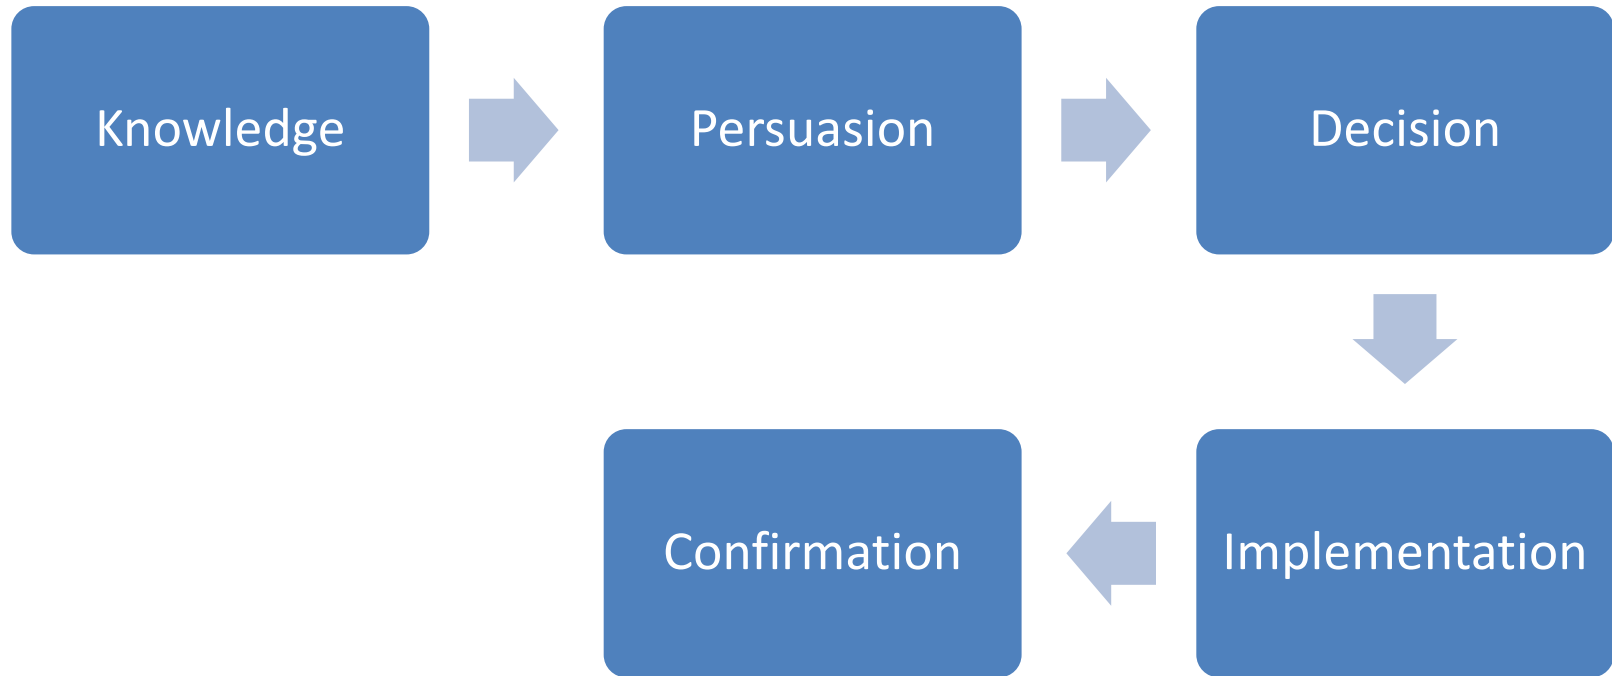 Knowledge
Persuasion
Decision
Implementation
Confirmation